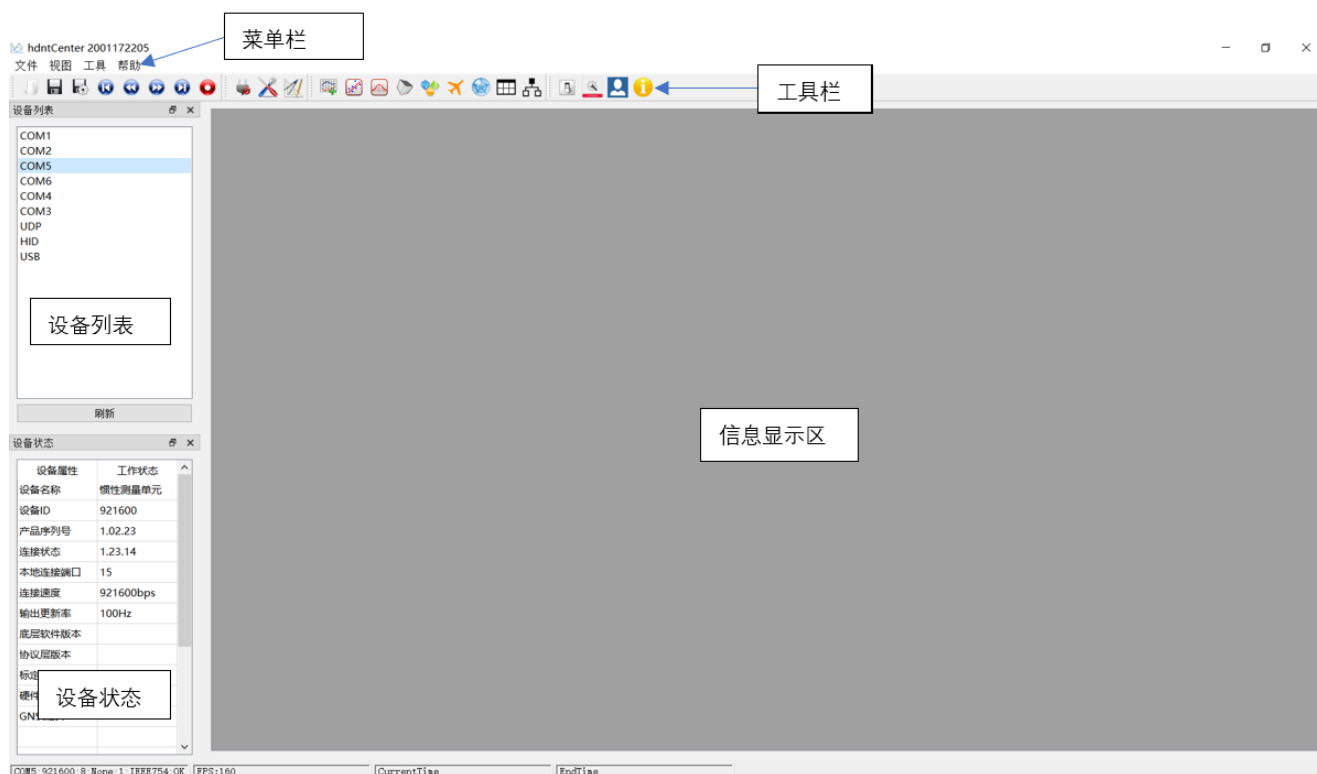 菜单栏
hdntCenter 2001172205
文件 视图 工具 帮助
工具栏
设备列表
COM1
COM2
COM5
COM6
COM4
COM3
UDP
HID
USB
设备列表
刷新
信息显示区
设备状态
设备属性 工作状态
设备名称 惯性测量单元
设备ID 921600
产品序列号 1.02.23
连接状态 1.23.14
本地连接端口 15
连接速度 921600bps
输出更新率 100Hz
底层软件版本
协议层版本
标定
硬件
设备状态
GNS
COM5:921600:8:None:1:IEEE754:OK FPS:160 CurrentTime EndTime